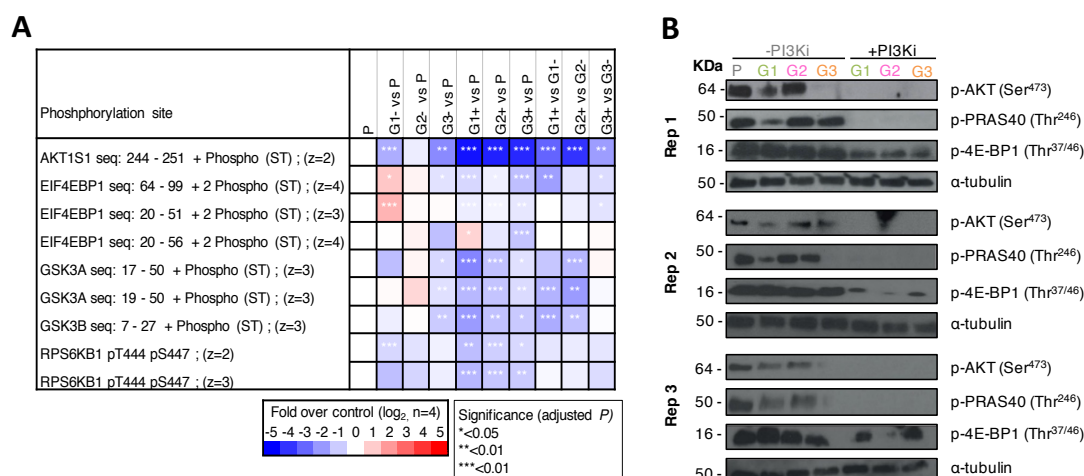 A
Phoshphorylation site
P
G1- vs P
G2- vs P
G3- vs P
G1+ vs P
G2+ vs P
G3+ vs P
G1+ vs G1-
G2+ vs G2-
G3+ vs G3-
AKT1S1 seq: 244 - 251 + Phospho (ST) ; (z=2)
*** ** *** *** *** *** *** **
EIF4EBP1 seq: 64 - 99 + 2 Phospho (ST) ; (z=4)
* * *** * *** ** *
EIF4EBP1 seq: 20 - 51 + 2 Phospho (ST) ; (z=3)
*** *** *** ** *
EIF4EBP1 seq: 20 - 56 + 2 Phospho (ST) ; (z=4)
* ***
GSK3A seq: 17 - 50 + Phospho (ST) ; (z=3)
* *** *** * ***
GSK3A seq: 19 - 50 + Phospho (ST) ; (z=3)
* *** ** * *** **
GSK3B seq: 7 - 27 + Phospho (ST) ; (z=3)
** *** ** ** *** **
RPS6KB1 pT444 pS447 ; (z=2)
*** ** *** *
RPS6KB1 pT444 pS447 ; (z=3)
*** *** **
Fold over control (log2, n=4)
-5 -4 -3 -2 -1 0 1 2 3 4 5
Significance (adjusted P)
*<0.05
**<0.01
***<0.01
B
-PI3Ki +PI3Ki
KDa P G1 G2 G3 G1 G2 G3
Rep 1
64 - p-AKT (Ser473)
50 - p-PRAS40 (Thr246)
16 - p-4E-BP1 (Thr37/46)
50 - α-tubulin
Rep 2
64 - p-AKT (Ser473)
50 - p-PRAS40 (Thr246)
16 - p-4E-BP1 (Thr37/46)
50 - α-tubulin
Rep 3
64 - p-AKT (Ser473)
50 - p-PRAS40 (Thr246)
16 - p-4E-BP1 (Thr37/46)
50 - α-tubulin